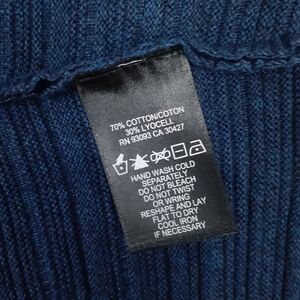 70% COTTON/COTON
30% LYOCELL
RN 93093 CA 30427
HAND WASH COLD
SEPARATELY
DO NOT BLEACH
DO NOT TWIST
OR WRING
RESHAPE AND LAY
FLAT TO DRY
COOL IRON
IF NECESSARY